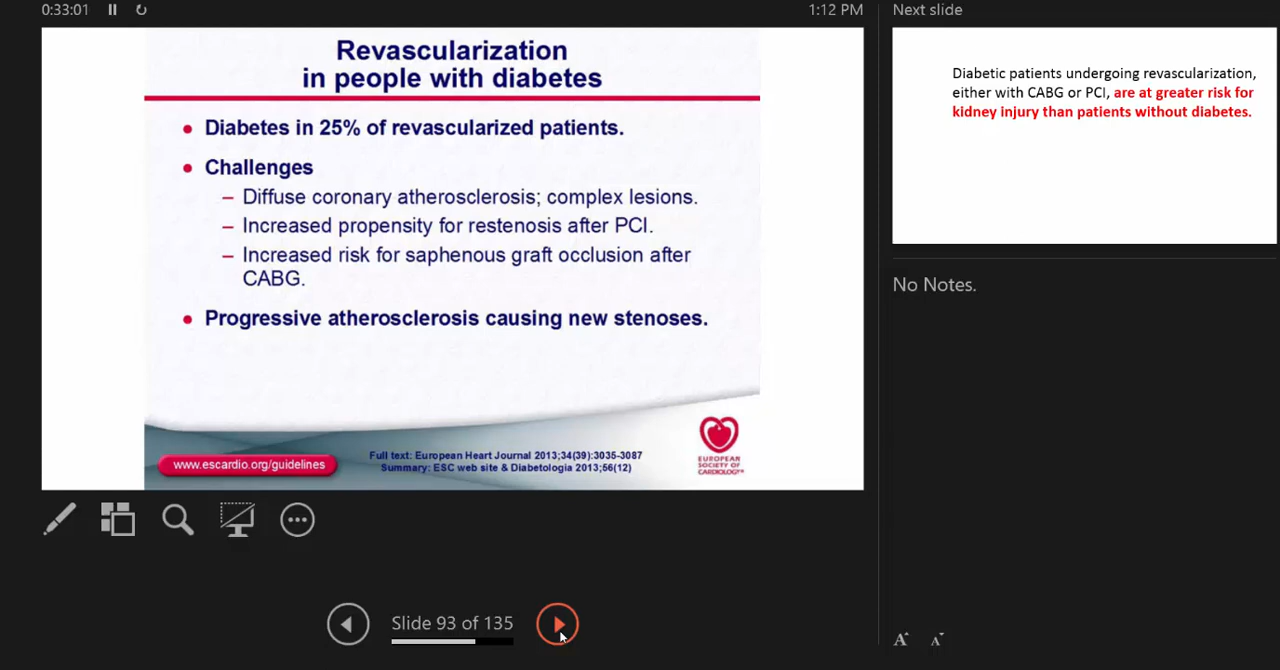 0:33:01
1:12 PM
Next slide
Revascularization
in people with diabetes
• Diabetes in 25% of revascularized patients.
• Challenges
– Diffuse coronary atherosclerosis; complex lesions.
– Increased propensity for restenosis after PCI.
– Increased risk for saphenous graft occlusion after
CABG.
• Progressive atherosclerosis causing new stenoses.
www.escardio.org/guidelines
Full text: European Heart Journal 2013;34(39):3035-3087
Summary: ESC web site & Diabetologia 2013;56(12)
EUROPEAN
SOCIETY OF
CARDIOLOGY®
Diabetic patients undergoing revascularization,
either with CABG or PCI, are at greater risk for
kidney injury than patients without diabetes.
No Notes.
Slide 93 of 135
A A